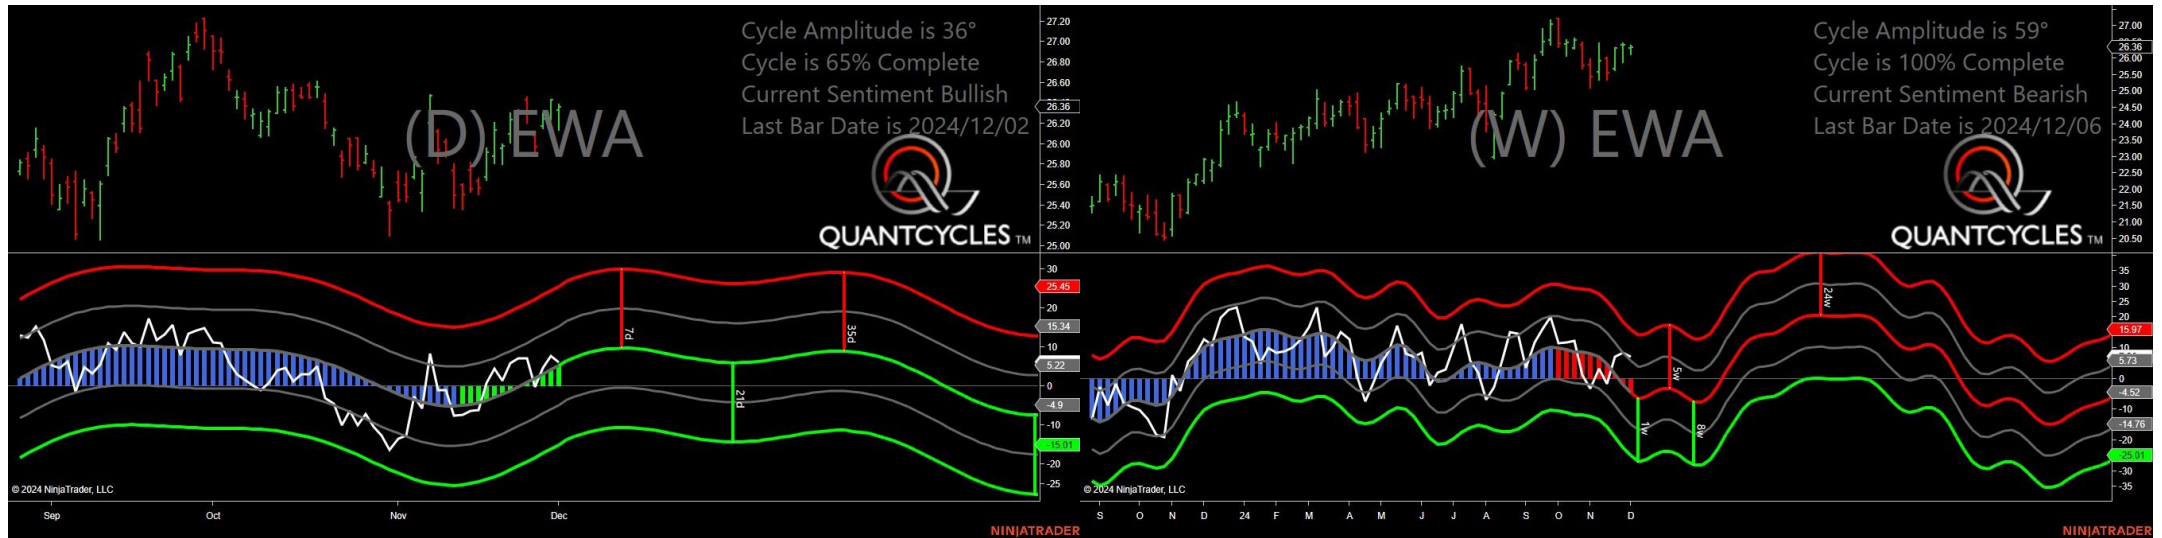 Cycle Amplitude is 36°
Cycle is 65% Complete
Current Sentiment Bullish
Last Bar Date is 2024/12/02
(D) EWA
QUANTCYCLES TM
27.20
27.00
26.80
26.60
26.36
26.20
26.00
25.80
25.60
25.40
25.20
25.00
30
25.45
20
15.34
10
5.22
0
-4.9
-10
-15.01
-20
-25
7d
21d
35d
© 2024 NinjaTrader, LLC
Sep Oct Nov Dec
NINJATRADER
Cycle Amplitude is 59°
Cycle is 100% Complete
Current Sentiment Bearish
Last Bar Date is 2024/12/06
(W) EWA
QUANTCYCLES TM
27.00
26.36
26.00
25.50
25.00
24.50
24.00
23.50
23.00
22.50
22.00
21.50
21.00
20.50
35
30
25
20
15.97
10
5.73
0
-4.52
-10
-14.76
-20
-25.01
-30
-35
1w
5w
8w
24w
© 2024 NinjaTrader, LLC
S O N D 24 F M A M J J A S O N D
NINJATRADER